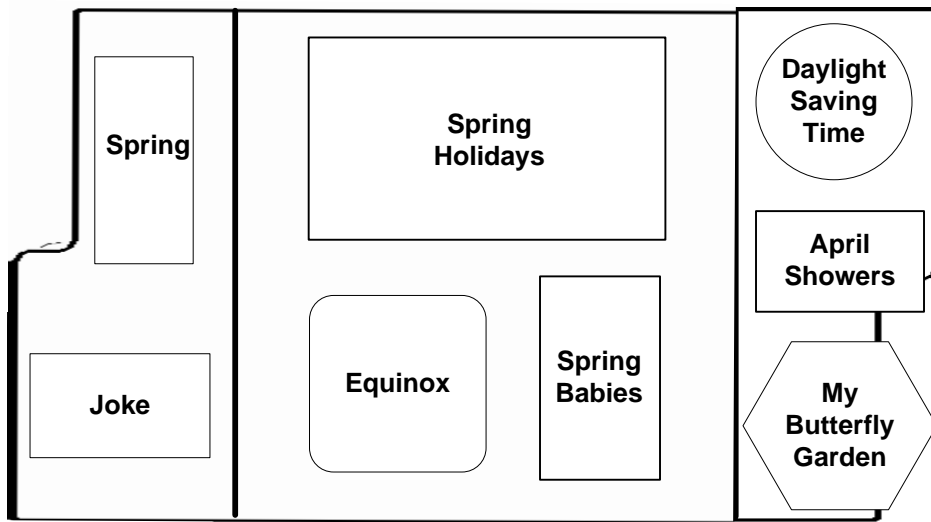 Spring
Joke
Spring
Holidays
Equinox
Spring
Babies
Daylight
Saving
Time
April
Showers
My
Butterfly
Garden